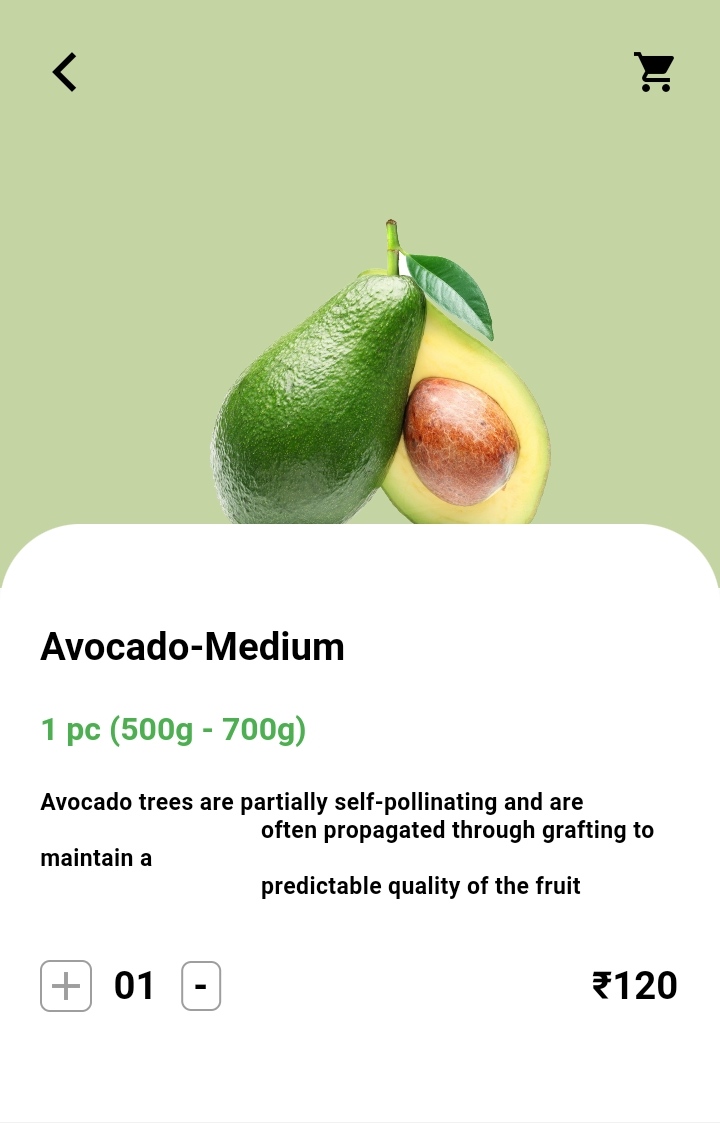 Avocado-Medium
1 pc (500g - 700g)
Avocado trees are partially self-pollinating and are
often propagated through grafting to
maintain a
predictable quality of the fruit
+ 01 - ₹120